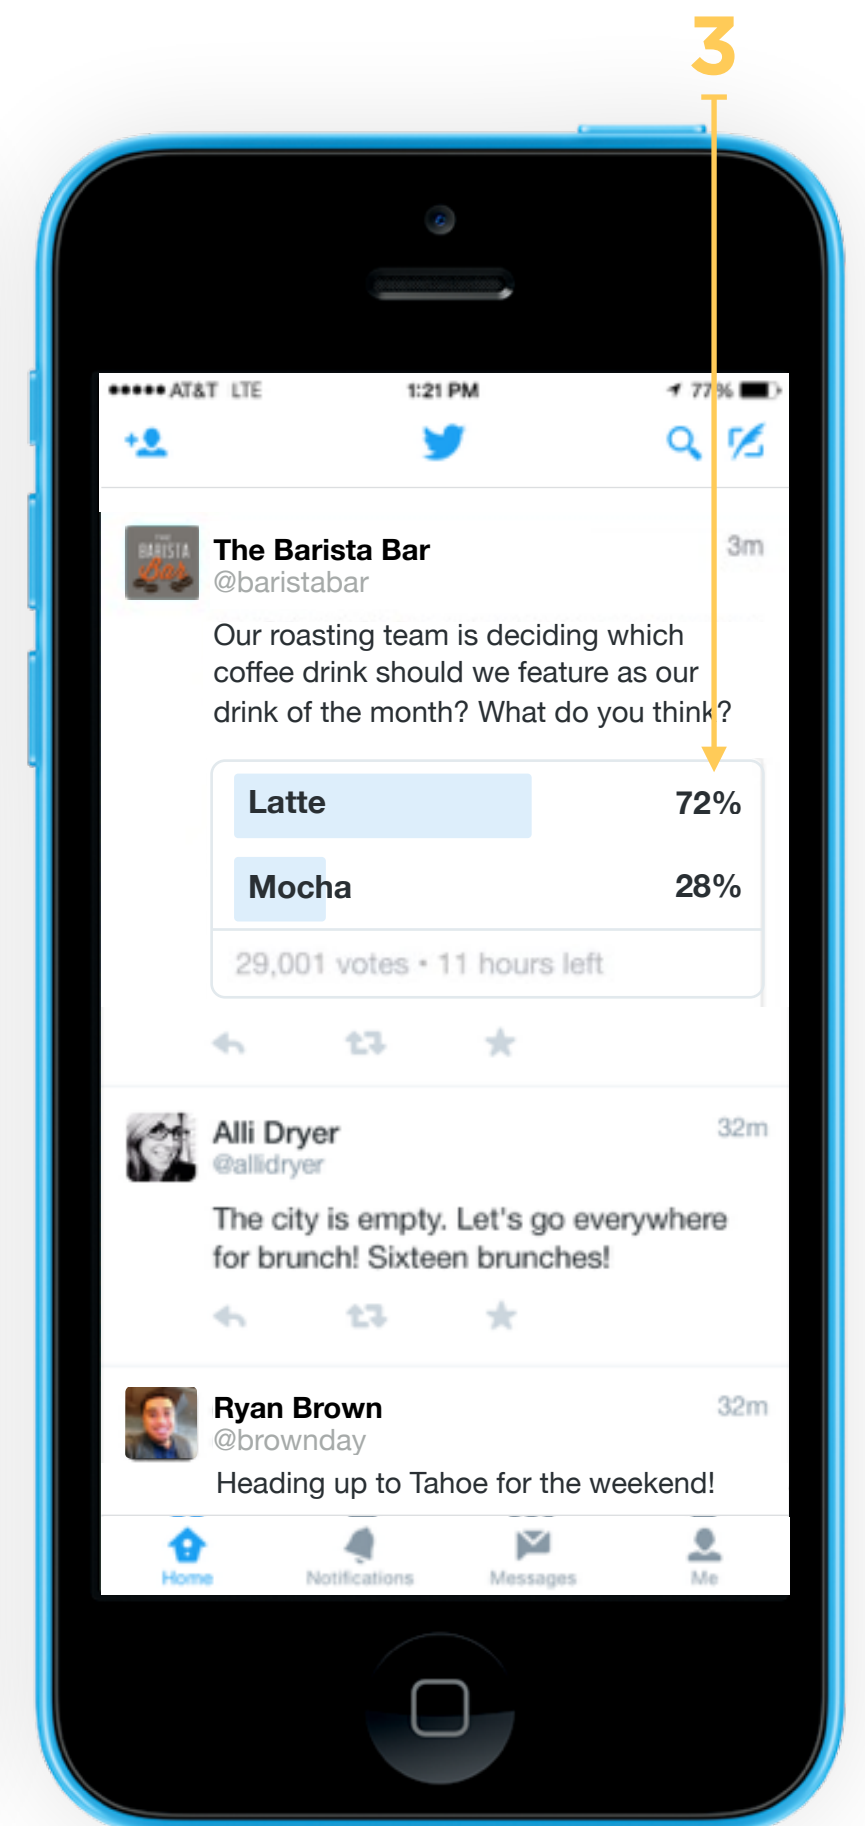 3
AT&T LTE 1:21 PM 77%
THE
BARISTA
Bar
The Barista Bar 3m
@baristabar
Our roasting team is deciding which
coffee drink should we feature as our
drink of the month? What do you think?
Latte 72%
Mocha 28%
29,001 votes • 11 hours left
Alli Dryer 32m
@allidryer
The city is empty. Let's go everywhere
for brunch! Sixteen brunches!
Ryan Brown 32m
@brownday
Heading up to Tahoe for the weekend!
Home Notifications Messages Me